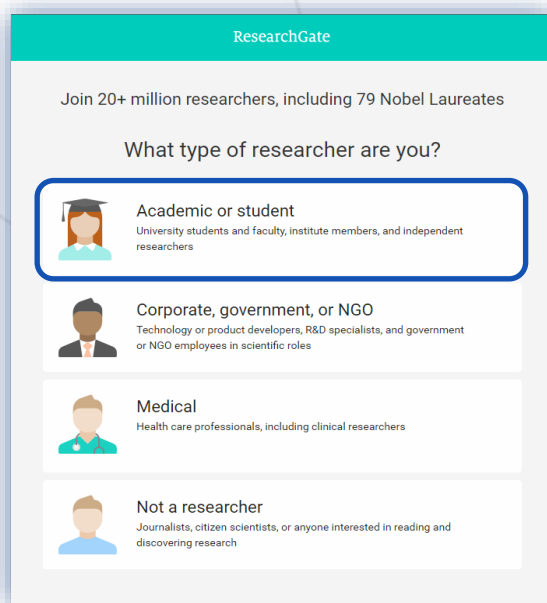 ResearchGate
Join 20+ million researchers, including 79 Nobel Laureates
What type of researcher are you?
Academic or student
University students and faculty, institute members, and independent
researchers
Corporate, government, or NGO
Technology or product developers, R&D specialists, and government
or NGO employees in scientific roles
Medical
Health care professionals, including clinical researchers
Not a researcher
Journalists, citizen scientists, or anyone interested in reading and
discovering research